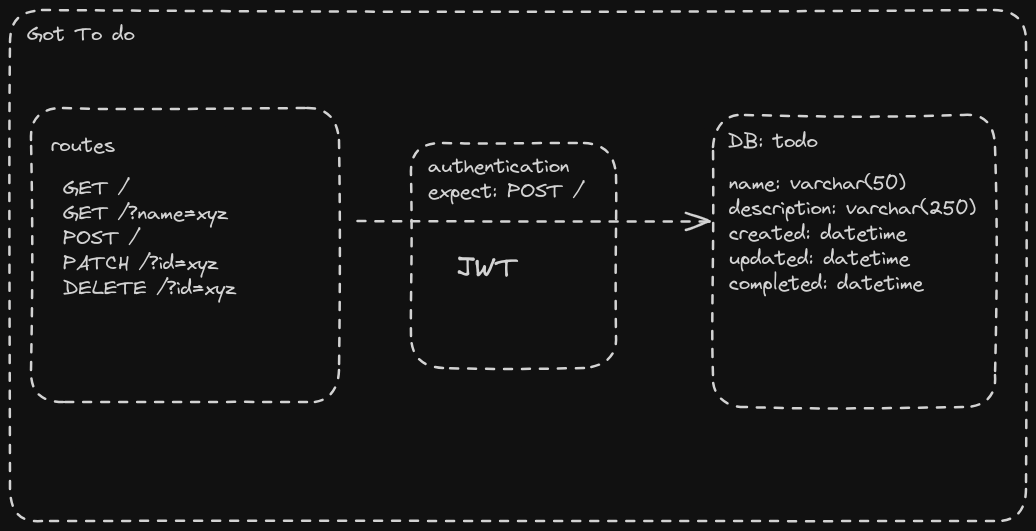 Got To do
routes
GET /
GET /?name=xyz
POST /
PATCH /?id=xyz
DELETE /?id=xyz
authentication
expect: POST /
JWT
DB: todo
name: varchar(50)
description: varchar(250)
created: datetime
updated: datetime
completed: datetime